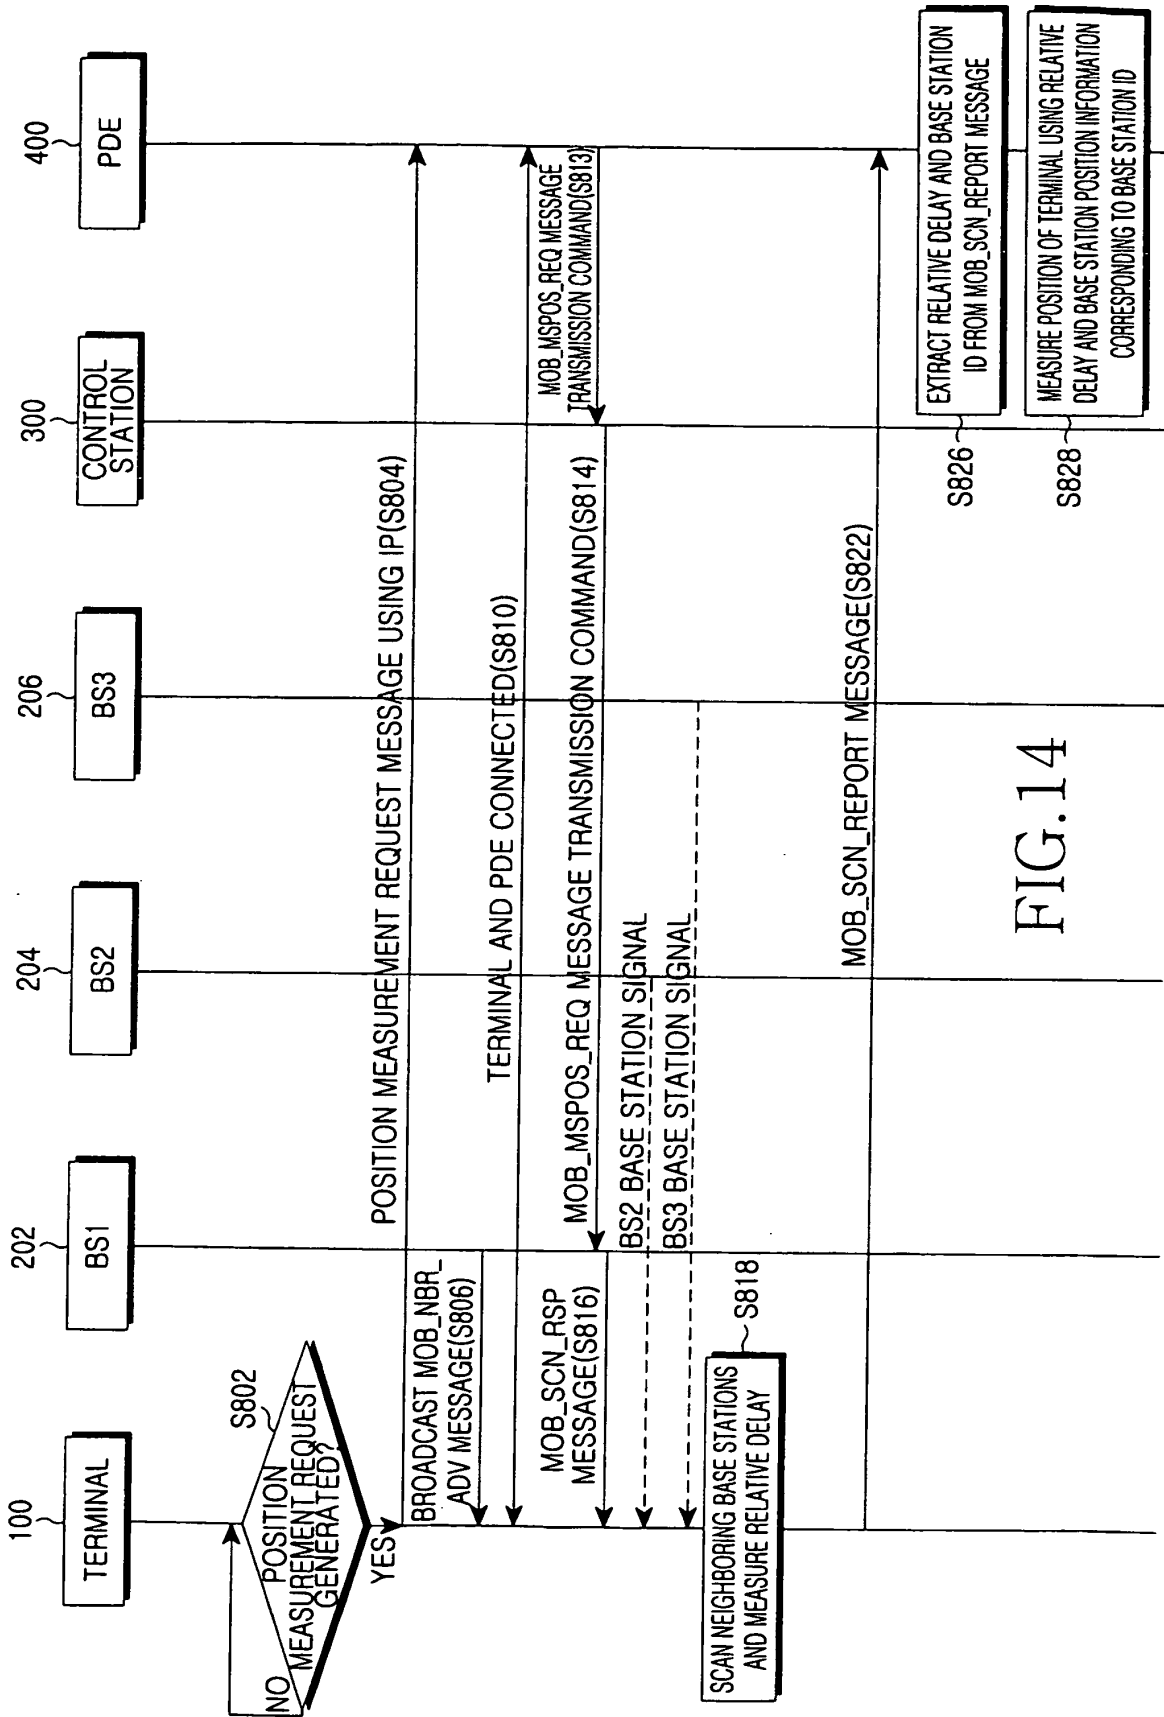 100
TERMINAL
202
BS1
204
BS2
206
BS3
300
CONTROL
STATION
400
PDE
S802
POSITION
MEASUREMENT REQUEST
GENERATED?
NO
YES
POSITION MEASUREMENT REQUEST MESSAGE USING IP(S804)
BROADCAST MOB_NBR_
ADV MESSAGE(S806)
TERMINAL AND PDE CONNECTED(S810)
MOB_MSPOS_REQ MESSAGE
TRANSMISSION COMMAND(S813)
MOB_MSPOS_REQ MESSAGE TRANSMISSION COMMAND(S814)
MOB_SCN_RSP
MESSAGE(S816)
BS2 BASE STATION SIGNAL
BS3 BASE STATION SIGNAL
S818
SCAN NEIGHBORING BASE STATIONS
AND MEASURE RELATIVE DELAY
MOB_SCN_REPORT MESSAGE(S822)
EXTRACT RELATIVE DELAY AND BASE STATION
ID FROM MOB_SCN_REPORT MESSAGE
S826
MEASURE POSITION OF TERMINAL USING RELATIVE
DELAY AND BASE STATION POSITION INFORMATION
CORRESPONDING TO BASE STATION ID
S828
FIG.14